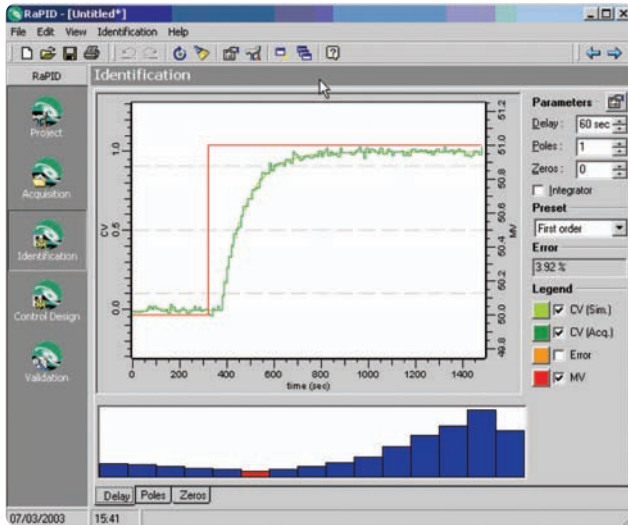 RaPID - [Untitled*]
File Edit View Identification Help
RaPID
Identification
Project
Acquisition
Identification
Control Design
Validation
CV
1.0
0.5
0.0
MV
51.2
51.0
50.8
50.6
50.4
50.2
50.0
49.8
0 200 400 600 800 1000 1200 1400
time (sec)
Parameters
Delay : 60 sec
Poles : 1
Zeros : 0
Integrator
Preset
First order
Error
3.92 %
Legend
CV (Sim.)
CV (Acq.)
Error
MV
Delay Poles Zeros
07/03/2003 15:41